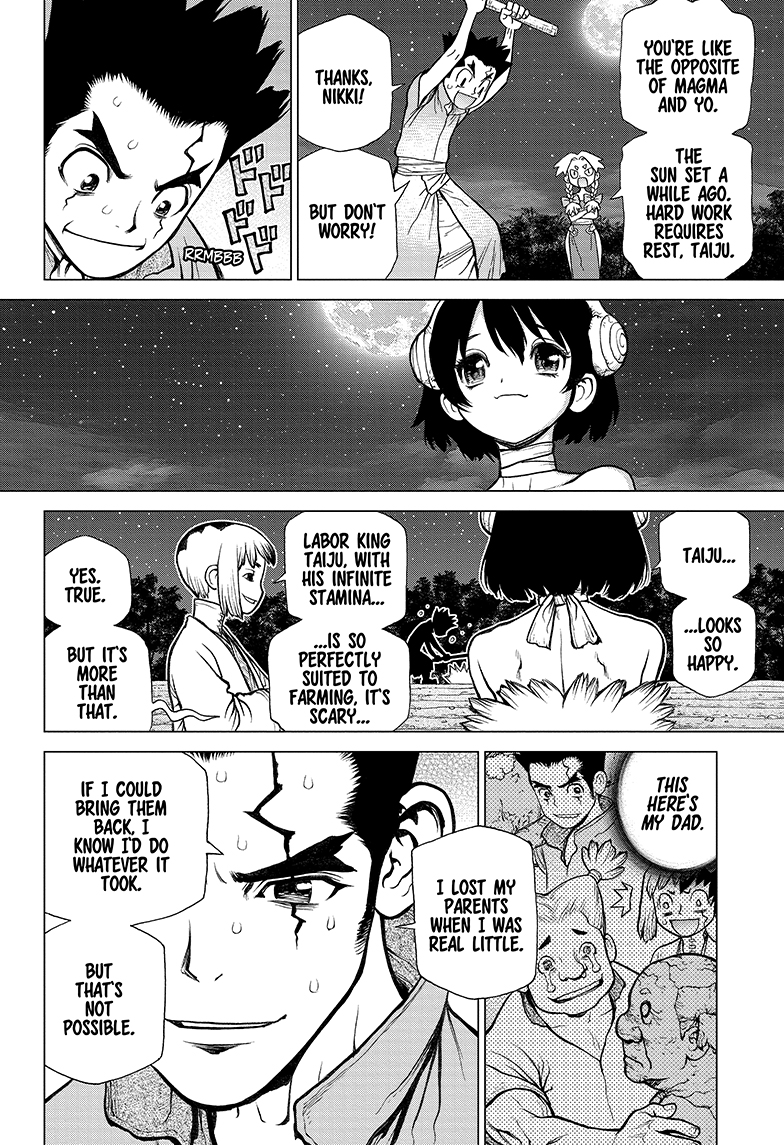 YOU'RE LIKE
THE OPPOSITE
OF MAGMA
AND YO.
THE
SUN SET A
WHILE AGO.
HARD WORK
REQUIRES
REST, TAIJU.
THANKS,
NIKKI!
BUT DON'T
WORRY!
ドド
ドド
RRMBBB
TAIJU...
...LOOKS
SO
HAPPY.
LABOR KING
TAIJU, WITH
HIS INFINITE
STAMINA...
...IS SO
PERFECTLY
SUITED TO
FARMING, IT'S
SCARY...
YES.
TRUE.
BUT IT'S
MORE
THAN
THAT.
THIS
HERE'S
MY DAD.
I LOST MY
PARENTS
WHEN I WAS
REAL LITTLE.
IF I COULD
BRING THEM
BACK, I
KNOW I'D DO
WHATEVER IT
TOOK.
BUT
THAT'S
NOT
POSSIBLE.